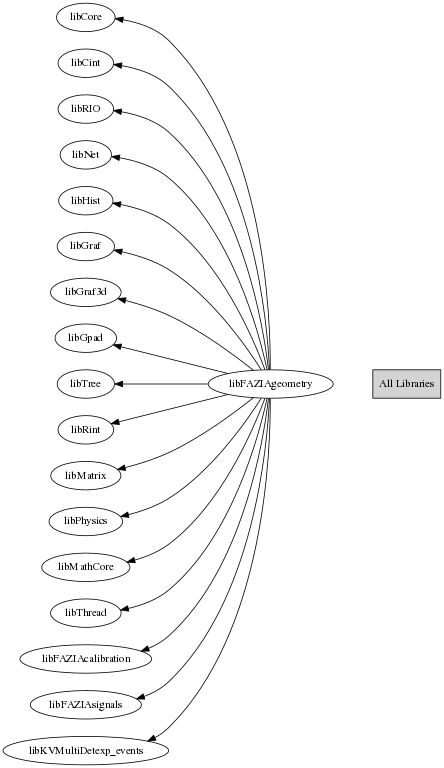 libCore
libCint
libRIO
libNet
libHist
libGraf
libGraf3d
libGpad
libTree
libFAZIAgeometry
All Libraries
libRint
libMatrix
libPhysics
libMathCore
libThread
libFAZIAcalibration
libFAZIAsignals
libKVMultiDetexp_events